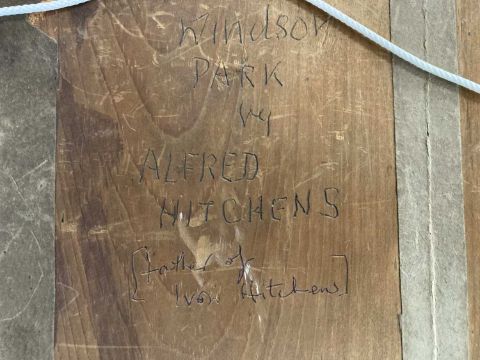 Windsor
PARK
by
ALFRED
HITCHENS
[father of
Ivon Hitchens]